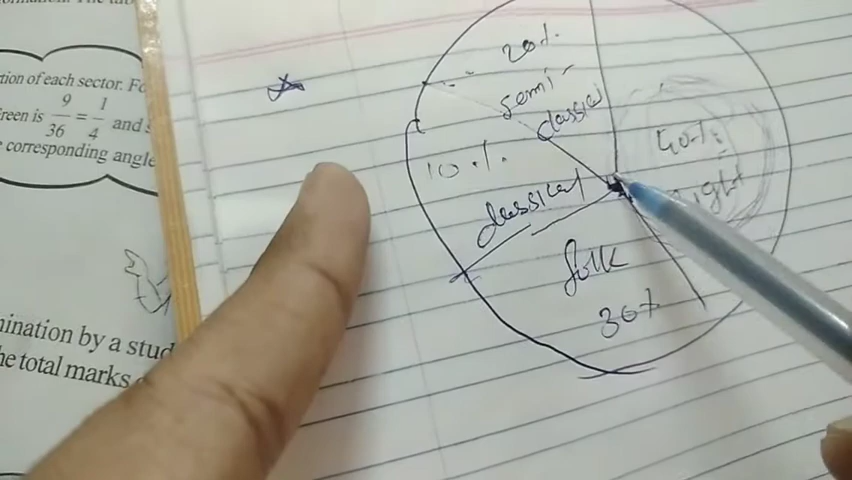 tion of each sector. Fo
reen is 9/36 = 1/4 and
e corresponding angle
mination by a stud
he total marks
20%
semi-
classical
40%
light
10%
classical
folk
30%